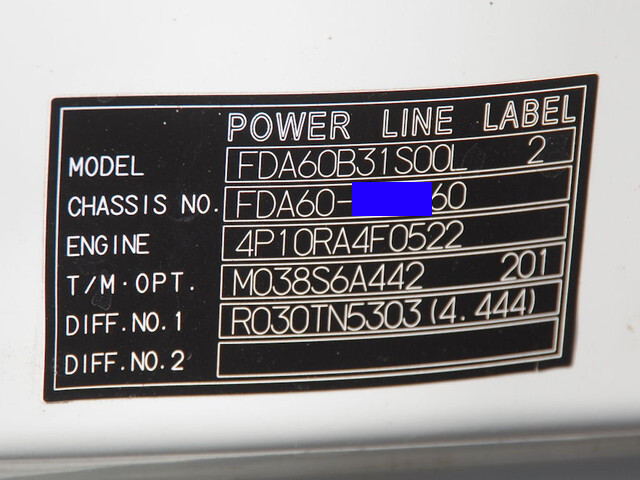 POWER LINE LABEL
MODEL FDA60B31S00L 2
CHASSIS NO. FDA60- 60
ENGINE 4P10RA4F0522
T/M·OPT. M038S6A442 201
DIFF.NO.1 R030TN5303(4.444)
DIFF.NO.2